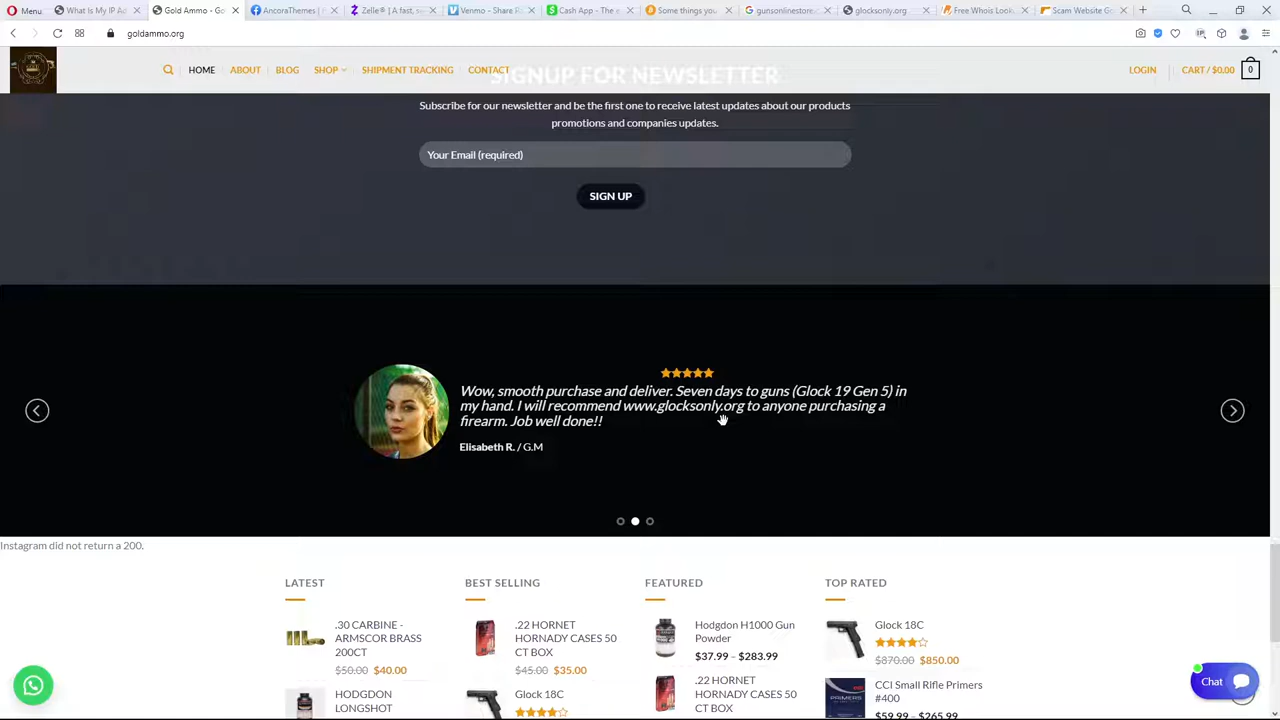 Menu
What Is My IP Ad
Gold Ammo - Go
AncoraThemes |
Zelle® | A fast, s
Venmo - Share
Cash App - The e
Some things you
gunsonlinestore
glocksonly.org
Free Whois Look
Scam Website G
goldammo.org
HOME ABOUT BLOG SHOP SHIPMENT TRACKING CONTACT
LOGIN CART / $0.00 0
SIGNUP FOR NEWSLETTER
Subscribe for our newsletter and be the first one to receive latest updates about our products
promotions and companies updates.
Your Email (required)
SIGN UP
Wow, smooth purchase and deliver. Seven days to guns (Glock 19 Gen 5) in
my hand. I will recommend www.glocksonly.org to anyone purchasing a
firearm. Job well done!!
Elisabeth R. / G.M
Instagram did not return a 200.
LATEST
.30 CARBINE -
ARMSCOR BRASS
200CT
$50.00 $40.00
HODGDON
LONGSHOT
BEST SELLING
.22 HORNET
HORNADY CASES 50
CT BOX
$45.00 $35.00
Glock 18C
FEATURED
Hodgdon H1000 Gun
Powder
$37.99 – $283.99
.22 HORNET
HORNADY CASES 50
CT BOX
TOP RATED
Glock 18C
$870.00 $850.00
CCI Small Rifle Primers
#400
$59.99 – $265.99
Chat